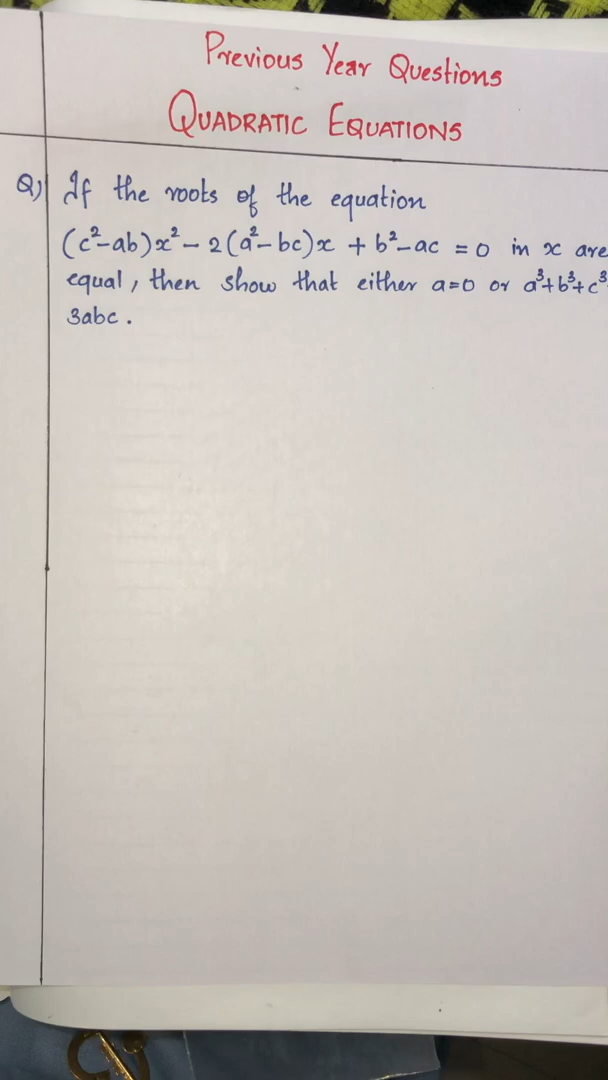 Previous Year Questions
QUADRATIC EQUATIONS
Q) If the roots of the equation
(c²-ab)x² - 2(a²-bc)x + b²-ac = 0 in x are
equal, then show that either a=0 or a³+b³+c³
3abc.